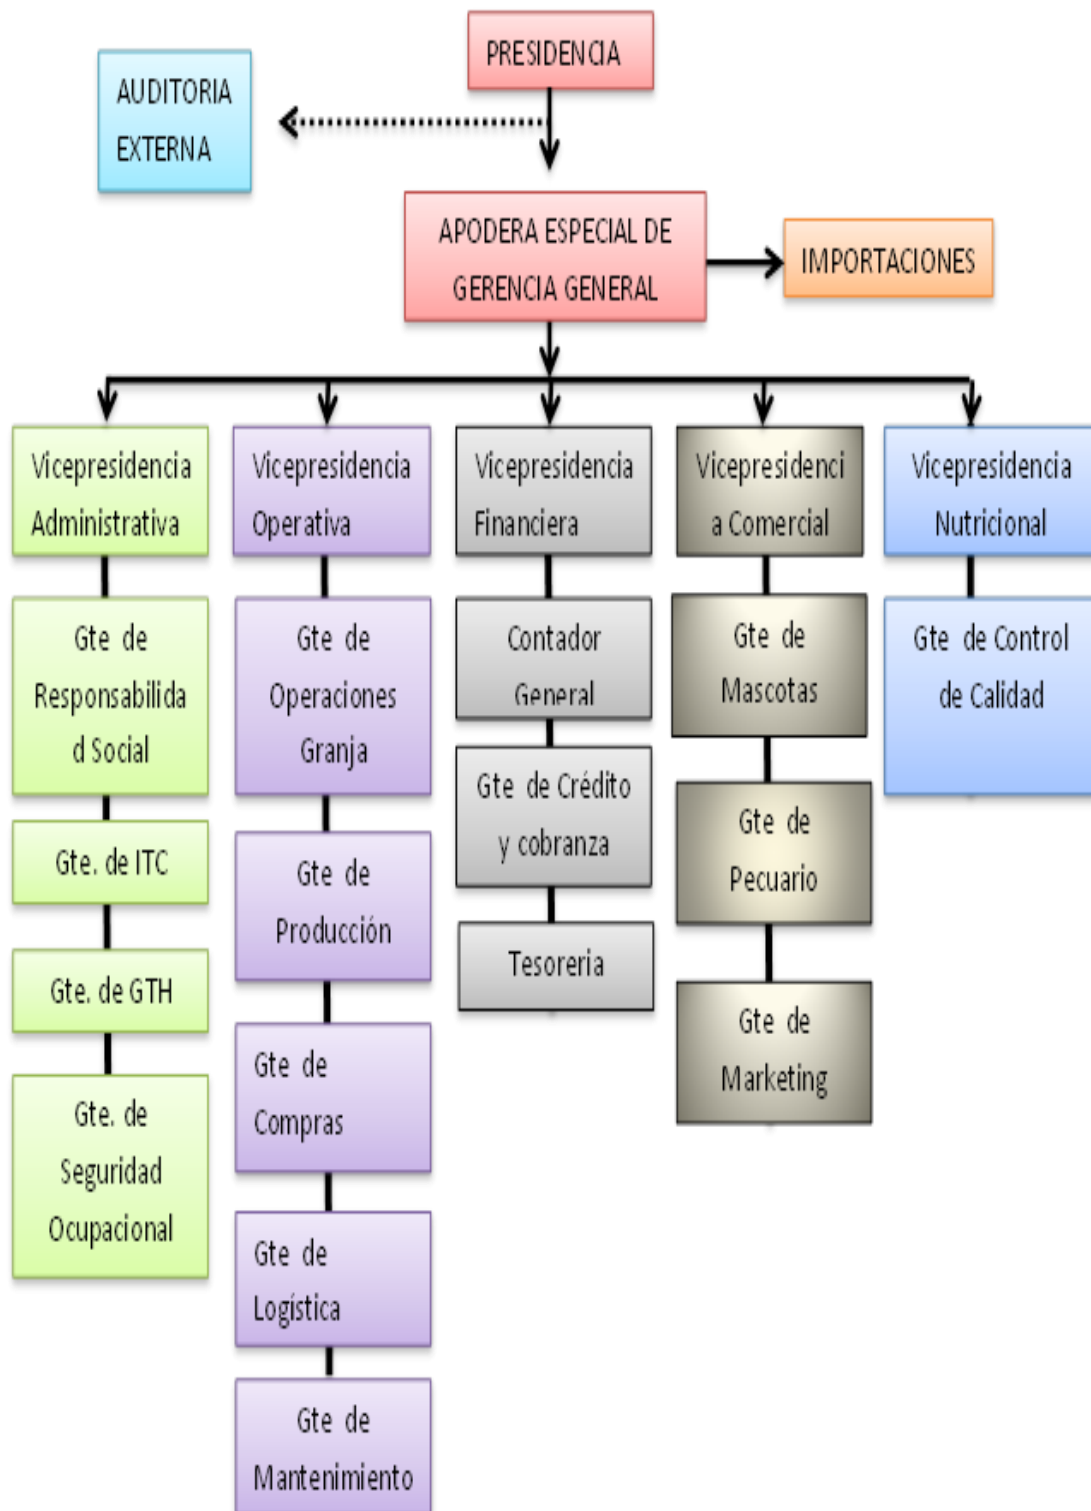 PRESIDENCIA
AUDITORIA
EXTERNA
APODERA ESPECIAL DE
GERENCIA GENERAL
IMPORTACIONES
Vicepresidencia
Administrativa
Gte de
Responsabilida
d Social
Gte. de ITC
Gte. de GTH
Gte. de
Seguridad
Ocupacional
Vicepresidencia
Operativa
Gte de
Operaciones
Granja
Gte de
Producción
Gte de
Compras
Gte de
Logística
Gte de
Mantenimiento
Vicepresidencia
Financiera
Contador
General
Gte de Crédito
y cobranza
Tesoreria
Vicepresidenci
a Comercial
Gte de
Mascotas
Gte de
Pecuario
Gte de
Marketing
Vicepresidencia
Nutricional
Gte de Control
de Calidad